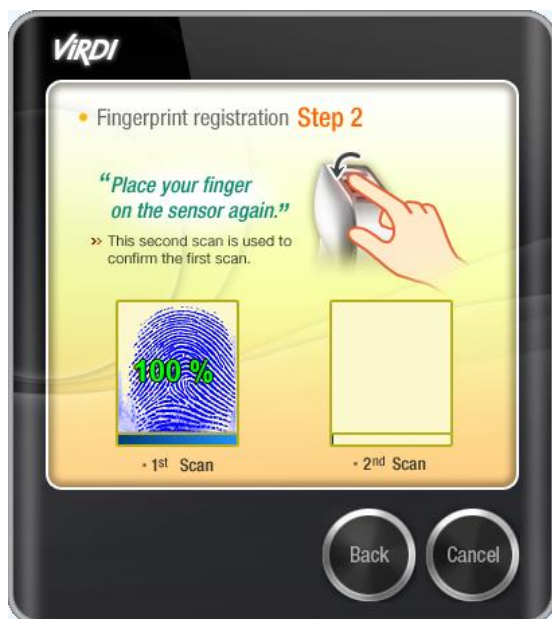 ViRDI
• Fingerprint registration Step 2
“Place your finger
on the sensor again.”
» This second scan is used to
confirm the first scan.
100 %
• 1st Scan
• 2nd Scan
Back
Cancel